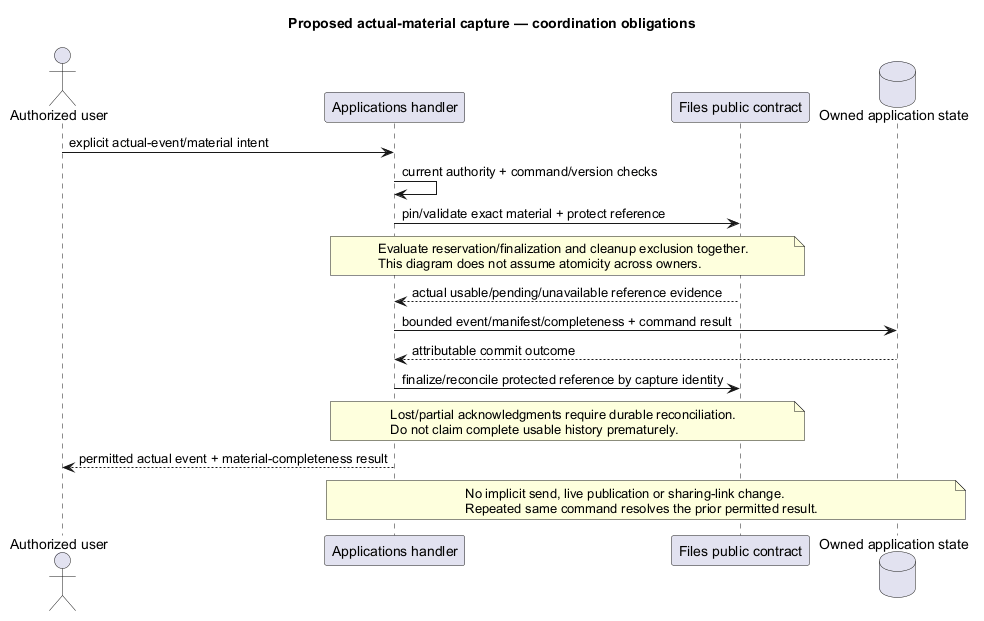 Proposed actual-material capture — coordination obligations
Authorized user
Applications handler
Files public contract
Owned application state
explicit actual-event/material intent
current authority + command/version checks
pin/validate exact material + protect reference
Evaluate reservation/finalization and cleanup exclusion together.
This diagram does not assume atomicity across owners.
actual usable/pending/unavailable reference evidence
bounded event/manifest/completeness + command result
attributable commit outcome
finalize/reconcile protected reference by capture identity
Lost/partial acknowledgments require durable reconciliation.
Do not claim complete usable history prematurely.
permitted actual event + material-completeness result
No implicit send, live publication or sharing-link change.
Repeated same command resolves the prior permitted result.
Authorized user
Applications handler
Files public contract
Owned application state